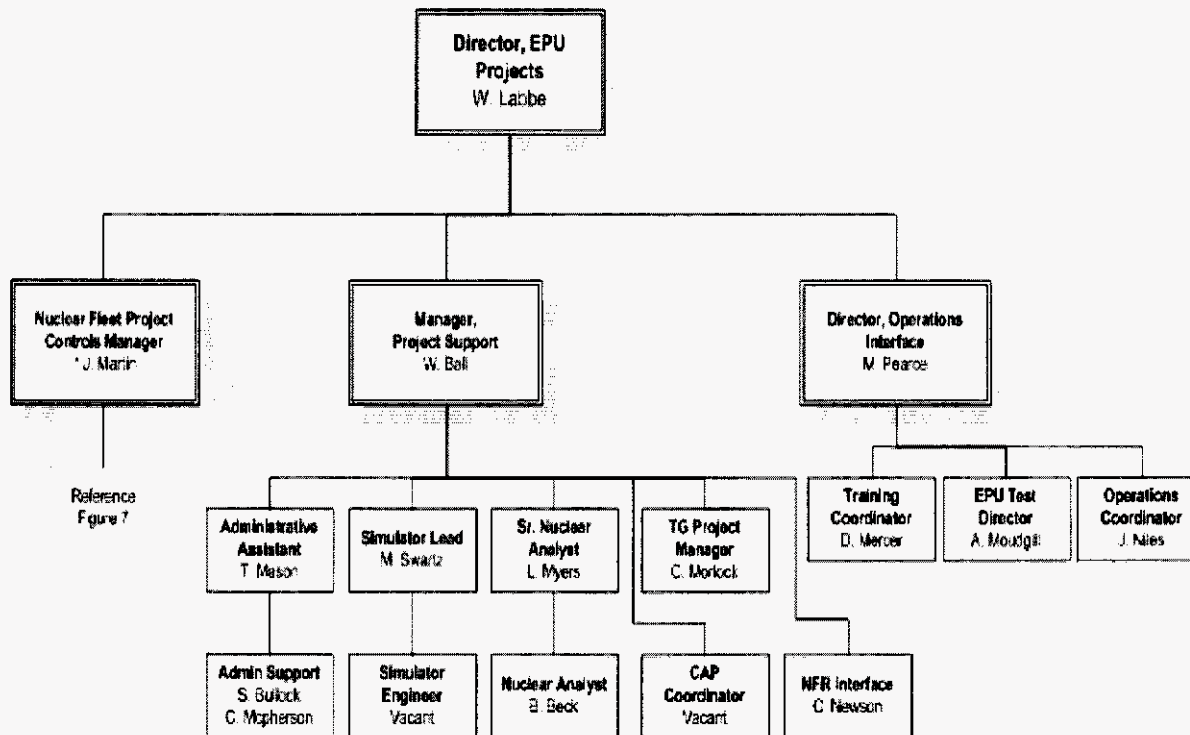 Director, EPU
Projects
W. Labbe
Nuclear Fleet Project
Controls Manager
* J. Martin
Manager,
Project Support
W. Ball
Director, Operations
Interface
M. Pearce
Reference
Figure 7
Administrative
Assistant
T. Mason
Simulator Lead
M. Swartz
Sr. Nuclear
Analyst
L. Myers
TG Project
Manager
C. Morlock
Training
Coordinator
D. Mercer
EPU Test
Director
A. Moudgill
Operations
Coordinator
J. Niles
Admin Support
S. Bullock
C. Mcpherson
Simulator
Engineer
Vacant
Nuclear Analyst
B. Beck
CAP
Coordinator
Vacant
NFR Interface
C. Newson